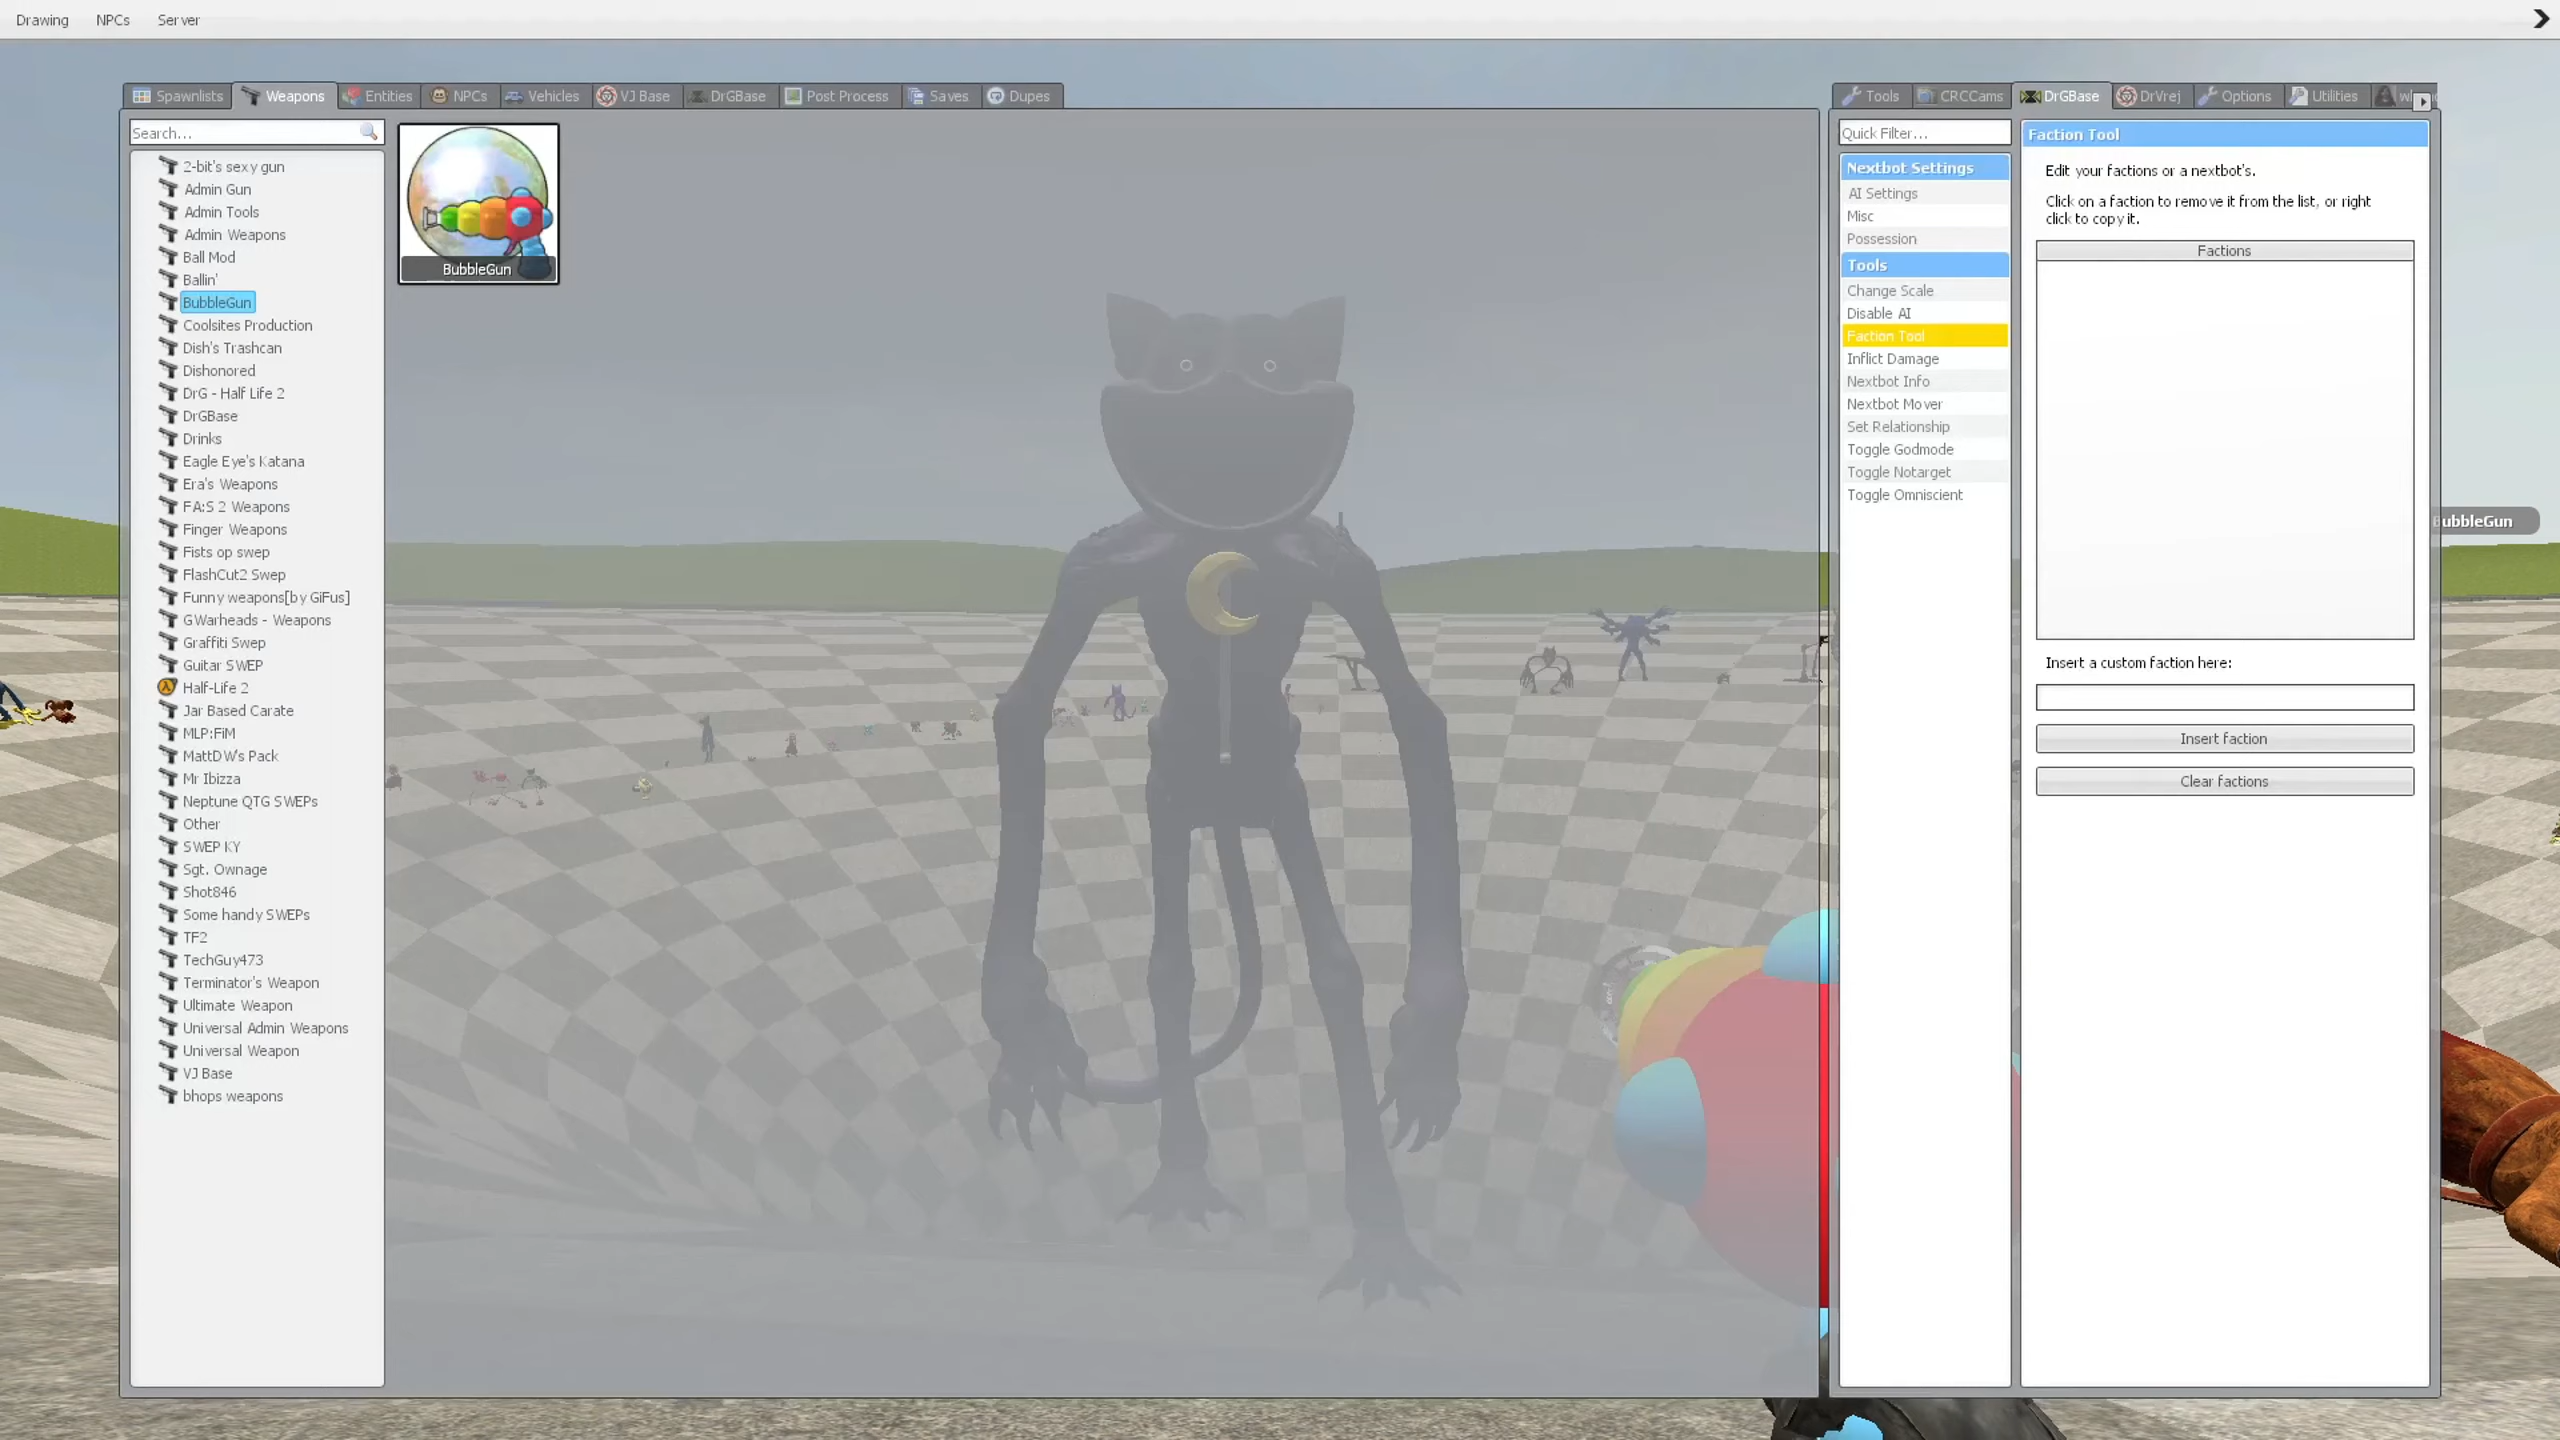 Drawing NPCs Server
Spawnlists Weapons Entities NPCs Vehicles VJ Base DrGBase Post Process Saves Dupes
Search...
2-bit's sexy gun
Admin Gun
Admin Tools
Admin Weapons
Ball Mod
Ballin'
BubbleGun
Coolsites Production
Dish's Trashcan
Dishonored
DrG - Half Life 2
DrGBase
Drinks
Eagle Eye's Katana
Era's Weapons
FA:S 2 Weapons
Finger Weapons
Fists op swep
FlashCut2 Swep
Funny weapons[by GiFus]
GWarheads - Weapons
Graffiti Swep
Guitar SWEP
Half-Life 2
Jar Based Carate
MLP:FiM
MattDW's Pack
Mr Ibizza
Neptune QTG SWEPs
Other
SWEP KY
Sgt. Ownage
Shot846
Some handy SWEPs
TF2
TechGuy473
Terminator's Weapon
Ultimate Weapon
Universal Admin Weapons
Universal Weapon
VJ Base
bhops weapons
BubbleGun
Tools CRCCams DrGBase DrVrej Options Utilities
Quick Filter...
Nextbot Settings
AI Settings
Misc
Possession
Tools
Change Scale
Disable AI
Faction Tool
Inflict Damage
Nextbot Info
Nextbot Mover
Set Relationship
Toggle Godmode
Toggle Notarget
Toggle Omniscient
Faction Tool
Edit your factions or a nextbot's.
Click on a faction to remove it from the list, or right
click to copy it.
Factions
Insert a custom faction here:
Insert faction
Clear factions
BubbleGun